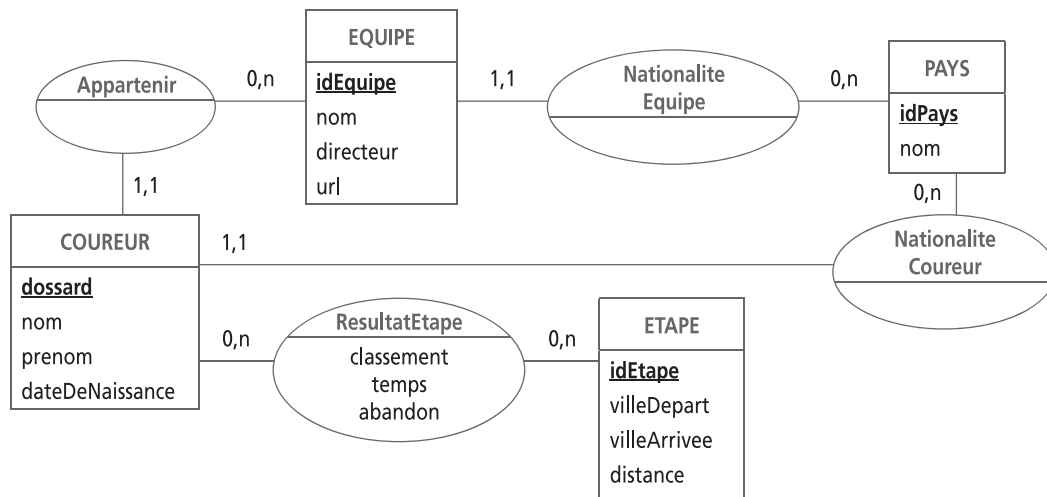 EQUIPE
idEquipe
nom
directeur
url
Appartenir
0,n
1,1
1,1
Nationalite
Equipe
0,n
PAYS
idPays
nom
0,n
Nationalite
Coureur
COUREUR
dossard
nom
prenom
dateDeNaissance
1,1
0,n
ResultatEtape
classement
temps
abandon
0,n
ETAPE
idEtape
villeDepart
villeArrivee
distance